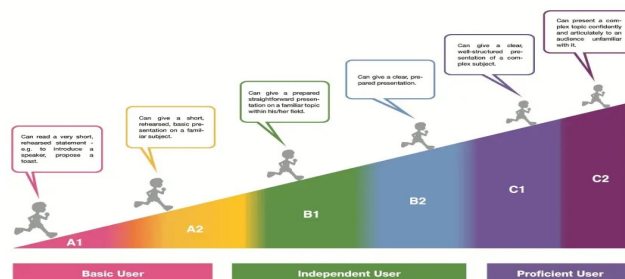 Can read a very short,
rehearsed statement -
e.g. to introduce a
speaker, propose a
toast.
Can give a short,
rehearsed, basic pre-
sentation on a famil-
iar subject.
Can give a prepared
straightforward presen-
tation on a familiar topic
within his/her field.
Can give a clear, pre-
pared presentation.
Can give a clear,
well-structured pre-
sentation of a com-
plex subject.
Can present a com-
plex topic confidently
and articulately to an
audience unfamiliar
with it.
A1
A2
B1
B2
C1
C2
Basic User
Independent User
Proficient User